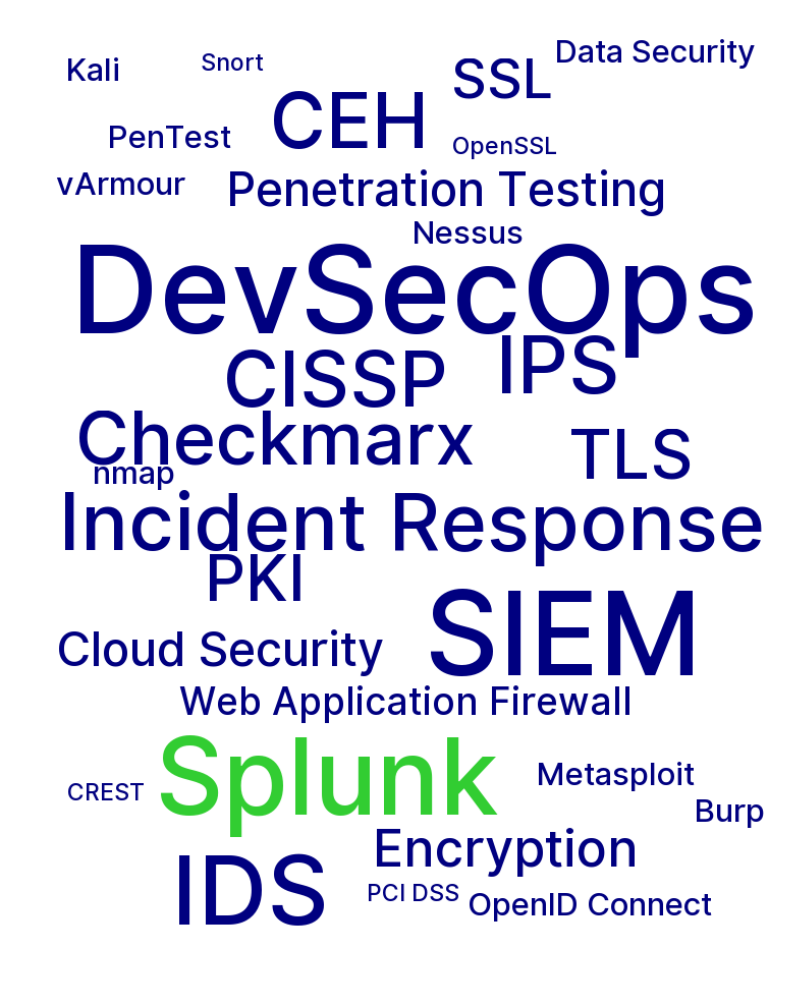 Data Security
Kali
Snort
SSL
CEH
PenTest
OpenSSL
vArmour
Penetration Testing
Nessus
DevSecOps
CISSP
IPS
Checkmarx
TLS
nmap
Incident Response
PKI
SIEM
Cloud Security
Web Application Firewall
Splunk
Metasploit
CREST
Burp
Encryption
IDS
PCI DSS
OpenID Connect